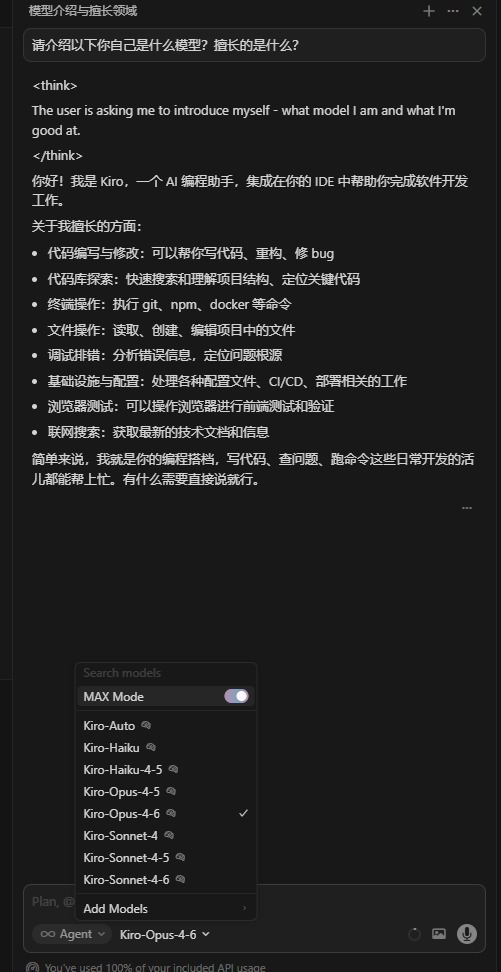 模型介绍与擅长领域
请介绍以下你自己是什么模型？擅长的是什么？
<think>
The user is asking me to introduce myself - what model I am and what I'm
good at.
</think>
你好！我是 Kiro，一个 AI 编程助手，集成在你的 IDE 中帮助你完成软件开发
工作。
关于我擅长的方面：
• 代码编写与修改：可以帮你写代码、重构、修 bug
• 代码库探索：快速搜索和理解项目结构、定位关键代码
• 终端操作：执行 git、npm、docker 等命令
• 文件操作：读取、创建、编辑项目中的文件
• 调试排错：分析错误信息，定位问题根源
• 基础设施与配置：处理各种配置文件、CI/CD、部署相关的工作
• 浏览器测试：可以操作浏览器进行前端测试和验证
• 联网搜索：获取最新的技术文档和信息
简单来说，我就是你的编程搭档，写代码、查问题、跑命令这些日常开发的活
儿都能帮上忙。有什么需要直接说就行。
Search models
MAX Mode
Kiro-Auto
Kiro-Haiku
Kiro-Haiku-4-5
Kiro-Opus-4-5
Kiro-Opus-4-6
Kiro-Sonnet-4
Kiro-Sonnet-4-5
Kiro-Sonnet-4-6
Add Models
Plan, @
Agent
Kiro-Opus-4-6
You've used 100% of your included API usage